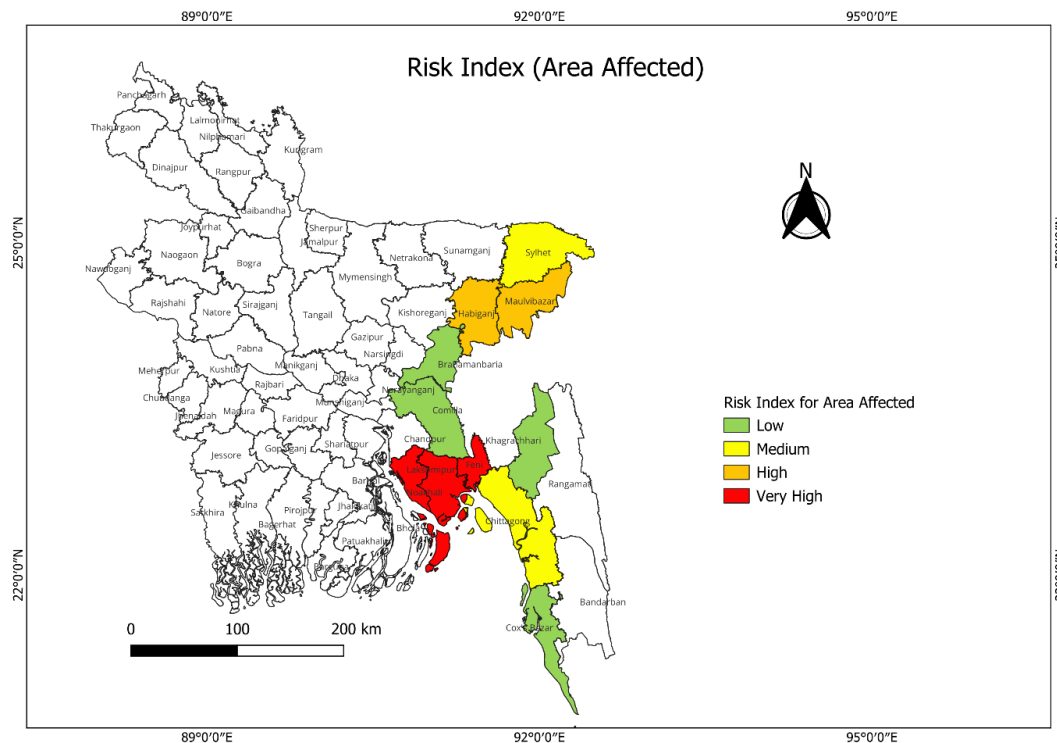 89°0'0"E 92°0'0"E 95°0'0"E
Risk Index (Area Affected)
N
25°0'0"N
22°0'0"N
Panchagarh
Thakurgaon
Lalmonirhat
Nilphamari
Kurigram
Dinajpur
Rangpur
Gaibandha
Joypurhat
Sherpur
Jamalpur
Naogaon
Bogra
Netrakona
Sunamganj
Sylhet
Nawdoganj
Mymensingh
Rajshahi
Natore
Sirajganj
Tangail
Kishoreganj
Habiganj
Maulvibazar
Gazipur
Pabna
Narsingdi
Meherpur
Kushtia
Manikganj
Brahamanbaria
Dhaka
Rajbari
Chuadanga
Narayanganj
Jhenaidah
Magura
Faridpur
Munshiganj
Comilla
Jessore
Gopalganj
Shariatpur
Chandpur
Khagrachhari
Lakshmipur
Feni
Rangamati
Barisal
Noakhali
Satkhira
Khulna
Bagerhat
Pirojpur
Jhalokati
Bhola
Chittagong
Patuakhali
Barguna
Bandarban
Cox's Bazar
Risk Index for Area Affected
Low
Medium
High
Very High
0 100 200 km
89°0'0"E 92°0'0"E 95°0'0"E